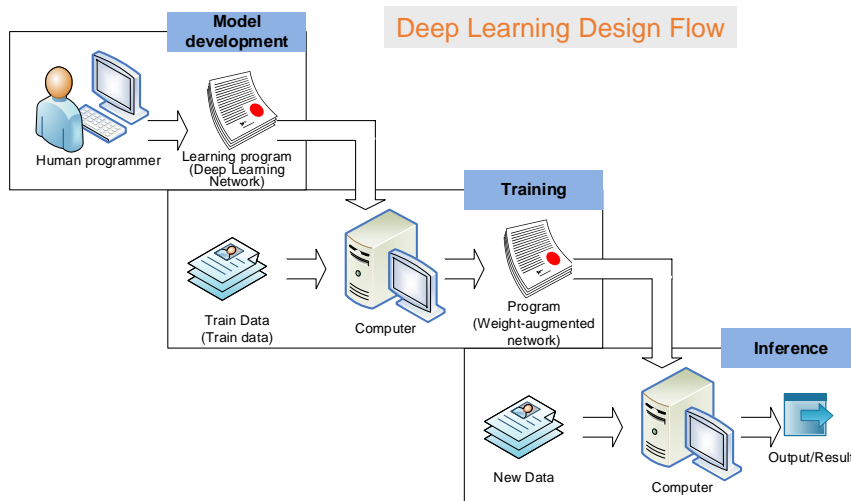 Deep Learning Design Flow
Model
development
Human programmer
Learning program
(Deep Learning
Network)
Training
Train Data
(Train data)
Computer
Program
(Weight-augmented
network)
Inference
New Data
Computer
Output/Result